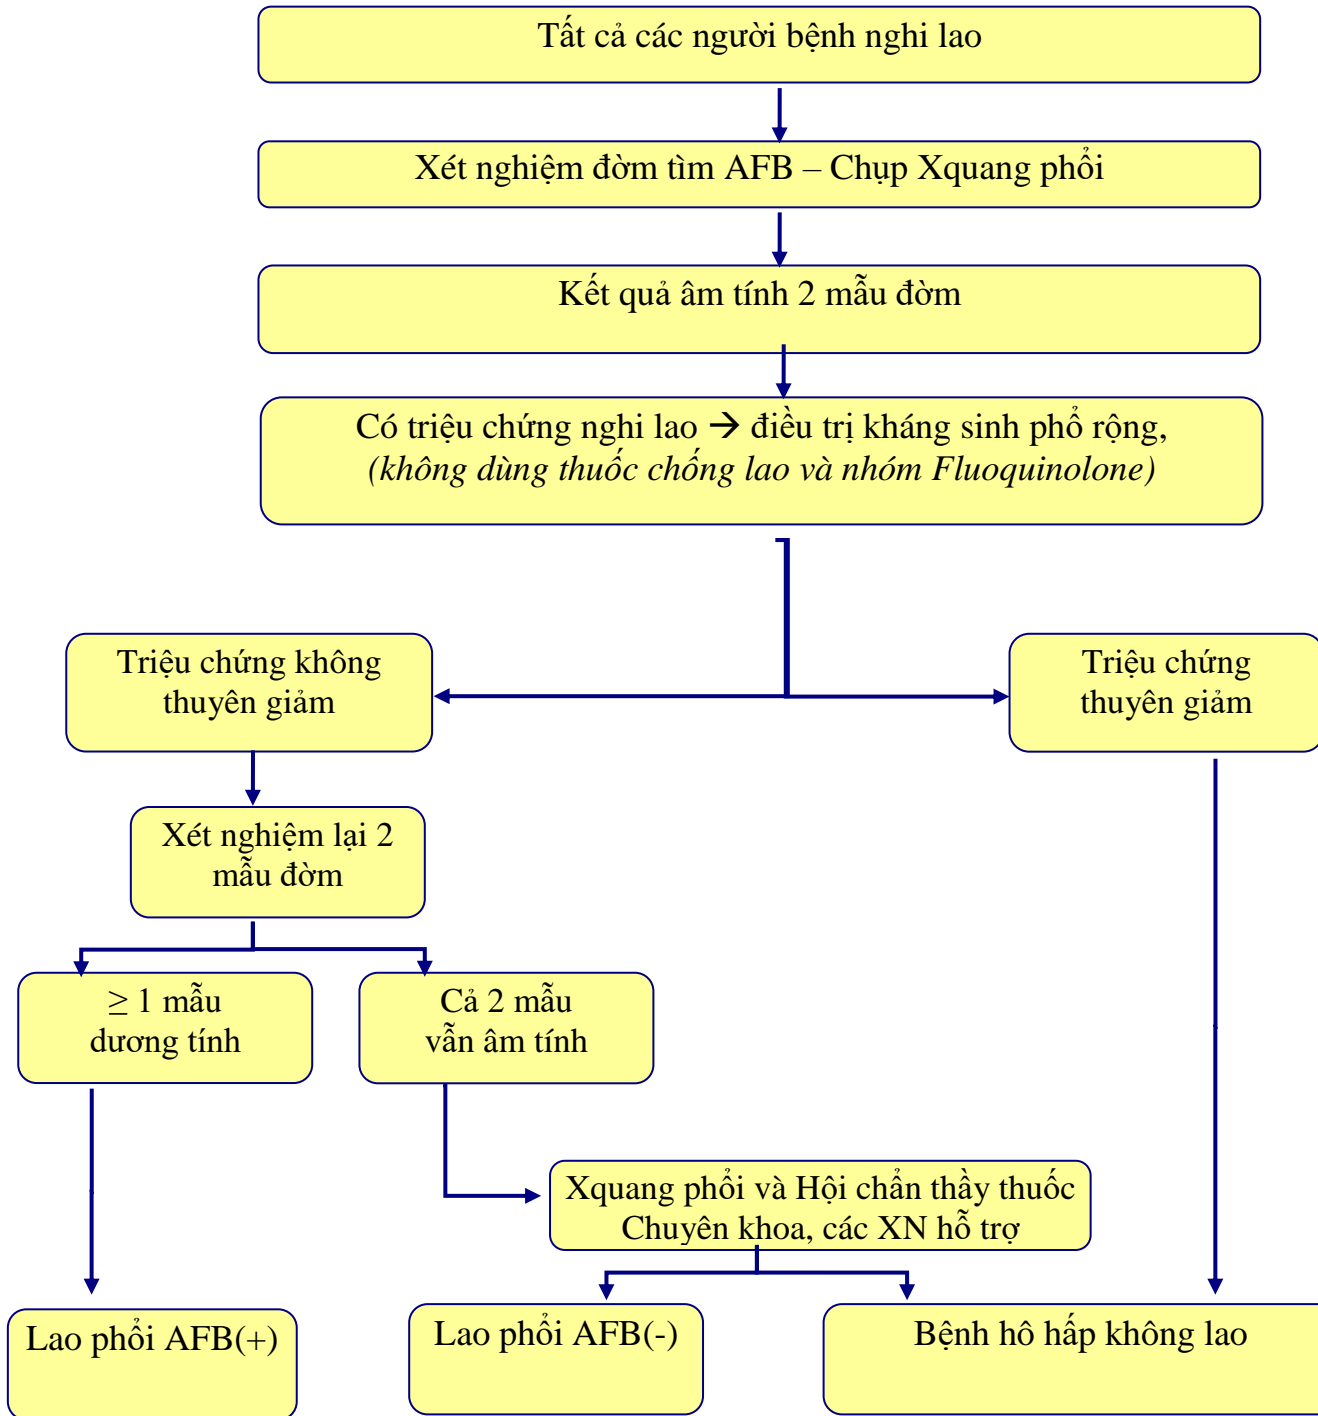 Tất cả các người bệnh nghi lao
Xét nghiệm đờm tìm AFB – Chụp Xquang phổi
Kết quả âm tính 2 mẫu đờm
Có triệu chứng nghi lao → điều trị kháng sinh phổ rộng,
(không dùng thuốc chống lao và nhóm Fluoquinolone)
Triệu chứng không
thuyên giảm
Triệu chứng
thuyên giảm
Xét nghiệm lại 2
mẫu đờm
≥ 1 mẫu
dương tính
Cả 2 mẫu
vẫn âm tính
Xquang phổi và Hội chẩn thầy thuốc
Chuyên khoa, các XN hỗ trợ
Lao phổi AFB(+)
Lao phổi AFB(-)
Bệnh hô hấp không lao